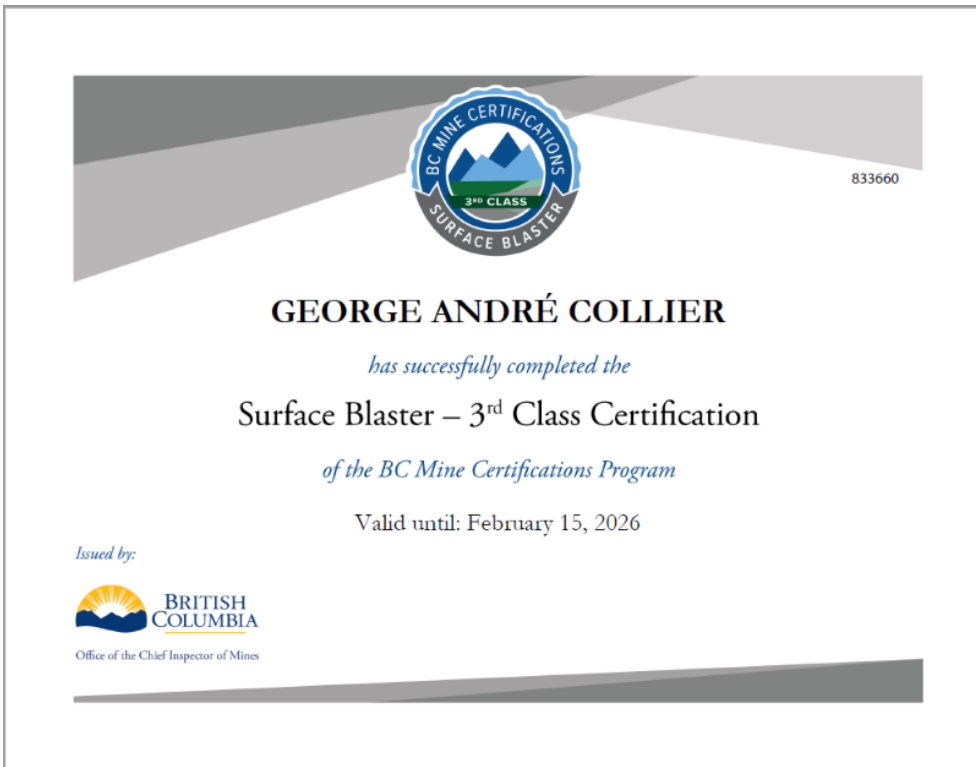 BC MINE CERTIFICATIONS
3RD CLASS
SURFACE BLASTER
833660
GEORGE ANDRÉ COLLIER
has successfully completed the
Surface Blaster – 3rd Class Certification
of the BC Mine Certifications Program
Valid until: February 15, 2026
Issued by:
BRITISH
COLUMBIA
Office of the Chief Inspector of Mines